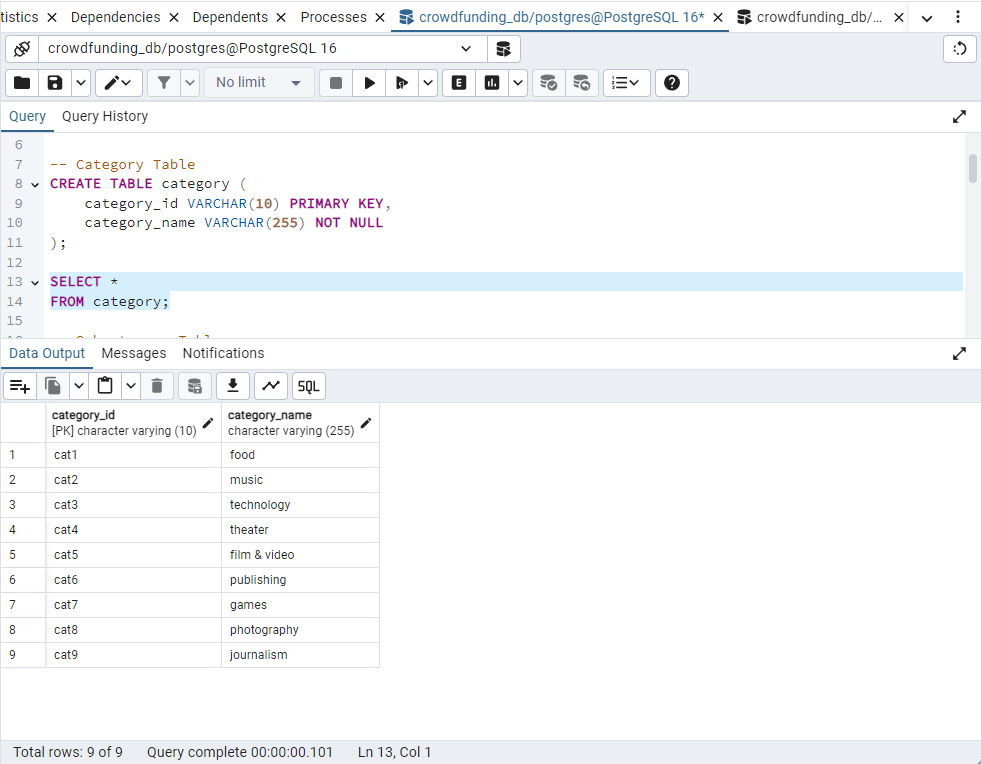 tistics Dependencies Dependents Processes crowdfunding_db/postgres@PostgreSQL 16* crowdfunding_db/...
crowdfunding_db/postgres@PostgreSQL 16
No limit E SQL
Query Query History
6
7 -- Category Table
8 CREATE TABLE category (
9 category_id VARCHAR(10) PRIMARY KEY,
10 category_name VARCHAR(255) NOT NULL
11 );
12
13 SELECT *
14 FROM category;
15
Data Output Messages Notifications
SQL
category_id category_name
[PK] character varying (10) character varying (255)
1 cat1 food
2 cat2 music
3 cat3 technology
4 cat4 theater
5 cat5 film & video
6 cat6 publishing
7 cat7 games
8 cat8 photography
9 cat9 journalism
Total rows: 9 of 9 Query complete 00:00:00.101 Ln 13, Col 1